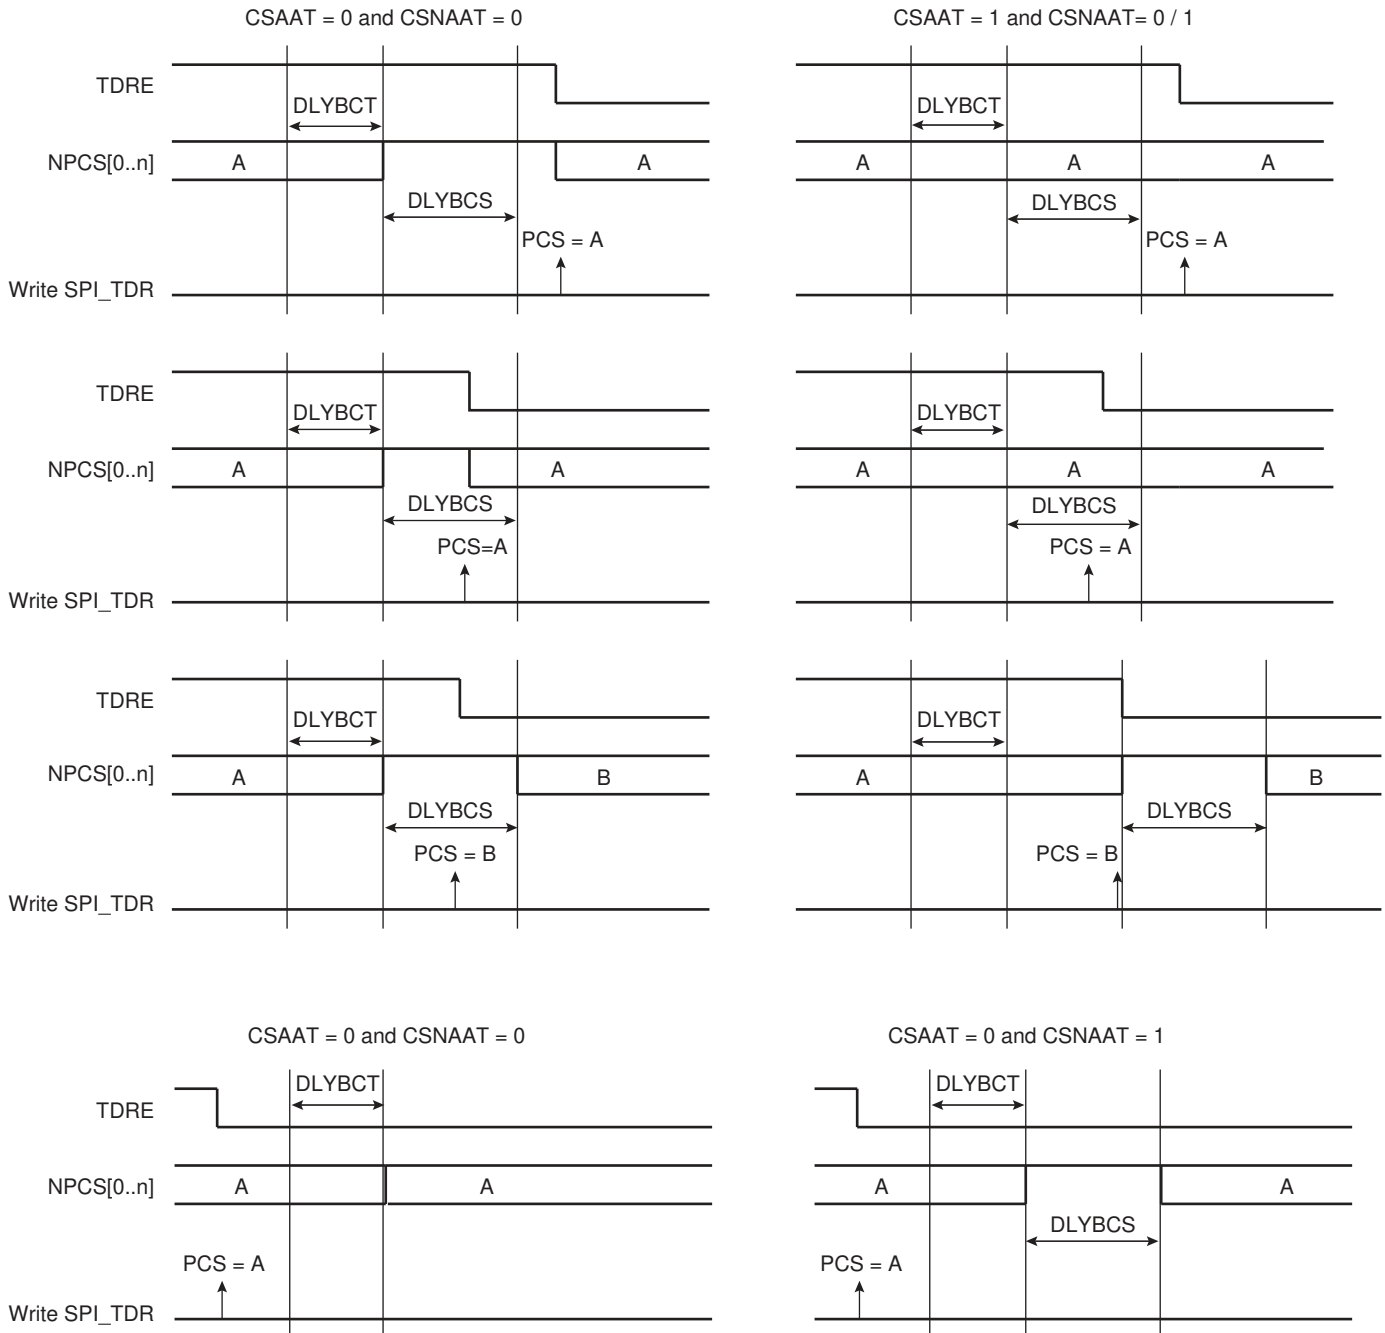 CSAAT = 0 and CSNAAT = 0
CSAAT = 1 and CSNAAT= 0 / 1
TDRE
DLYBCT
DLYBCT
NPCS[0..n]
A
A
A
A
A
DLYBCS
DLYBCS
PCS = A
PCS = A
Write SPI_TDR
TDRE
DLYBCT
DLYBCT
NPCS[0..n]
A
A
A
A
A
DLYBCS
DLYBCS
PCS=A
PCS = A
Write SPI_TDR
TDRE
DLYBCT
DLYBCT
NPCS[0..n]
A
B
A
B
DLYBCS
DLYBCS
PCS = B
PCS = B
Write SPI_TDR
CSAAT = 0 and CSNAAT = 0
CSAAT = 0 and CSNAAT = 1
DLYBCT
DLYBCT
TDRE
NPCS[0..n]
A
A
A
A
DLYBCS
PCS = A
PCS = A
Write SPI_TDR